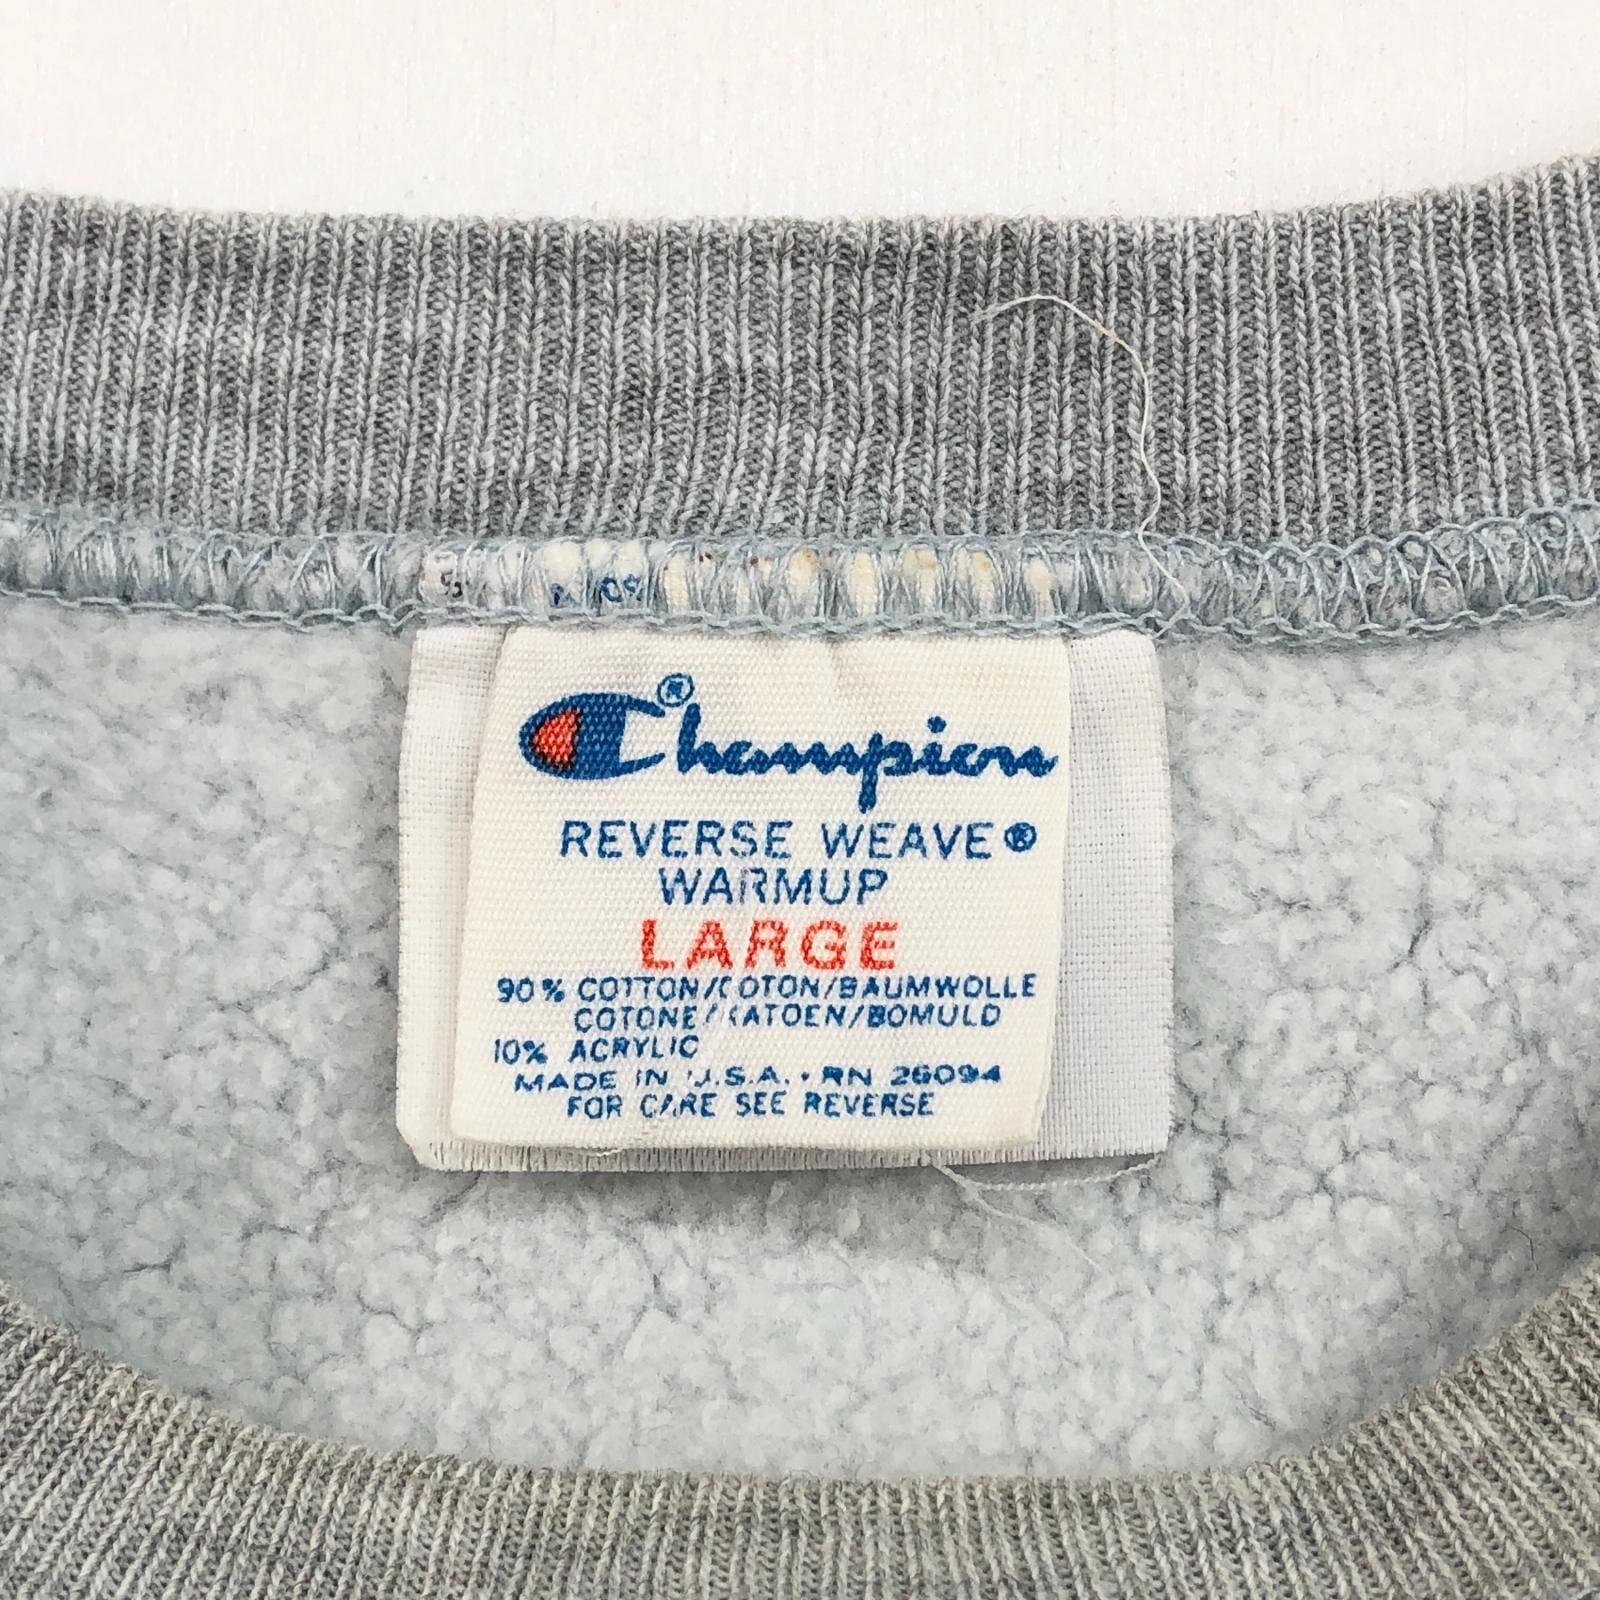 Champion®
REVERSE WEAVE®
WARMUP
LARGE
90% COTTON/COTON/BAUMWOLLE
COTONE/KATOEN/BOMULD
10% ACRYLIC
MADE IN U.S.A. • RN 26094
FOR CARE SEE REVERSE